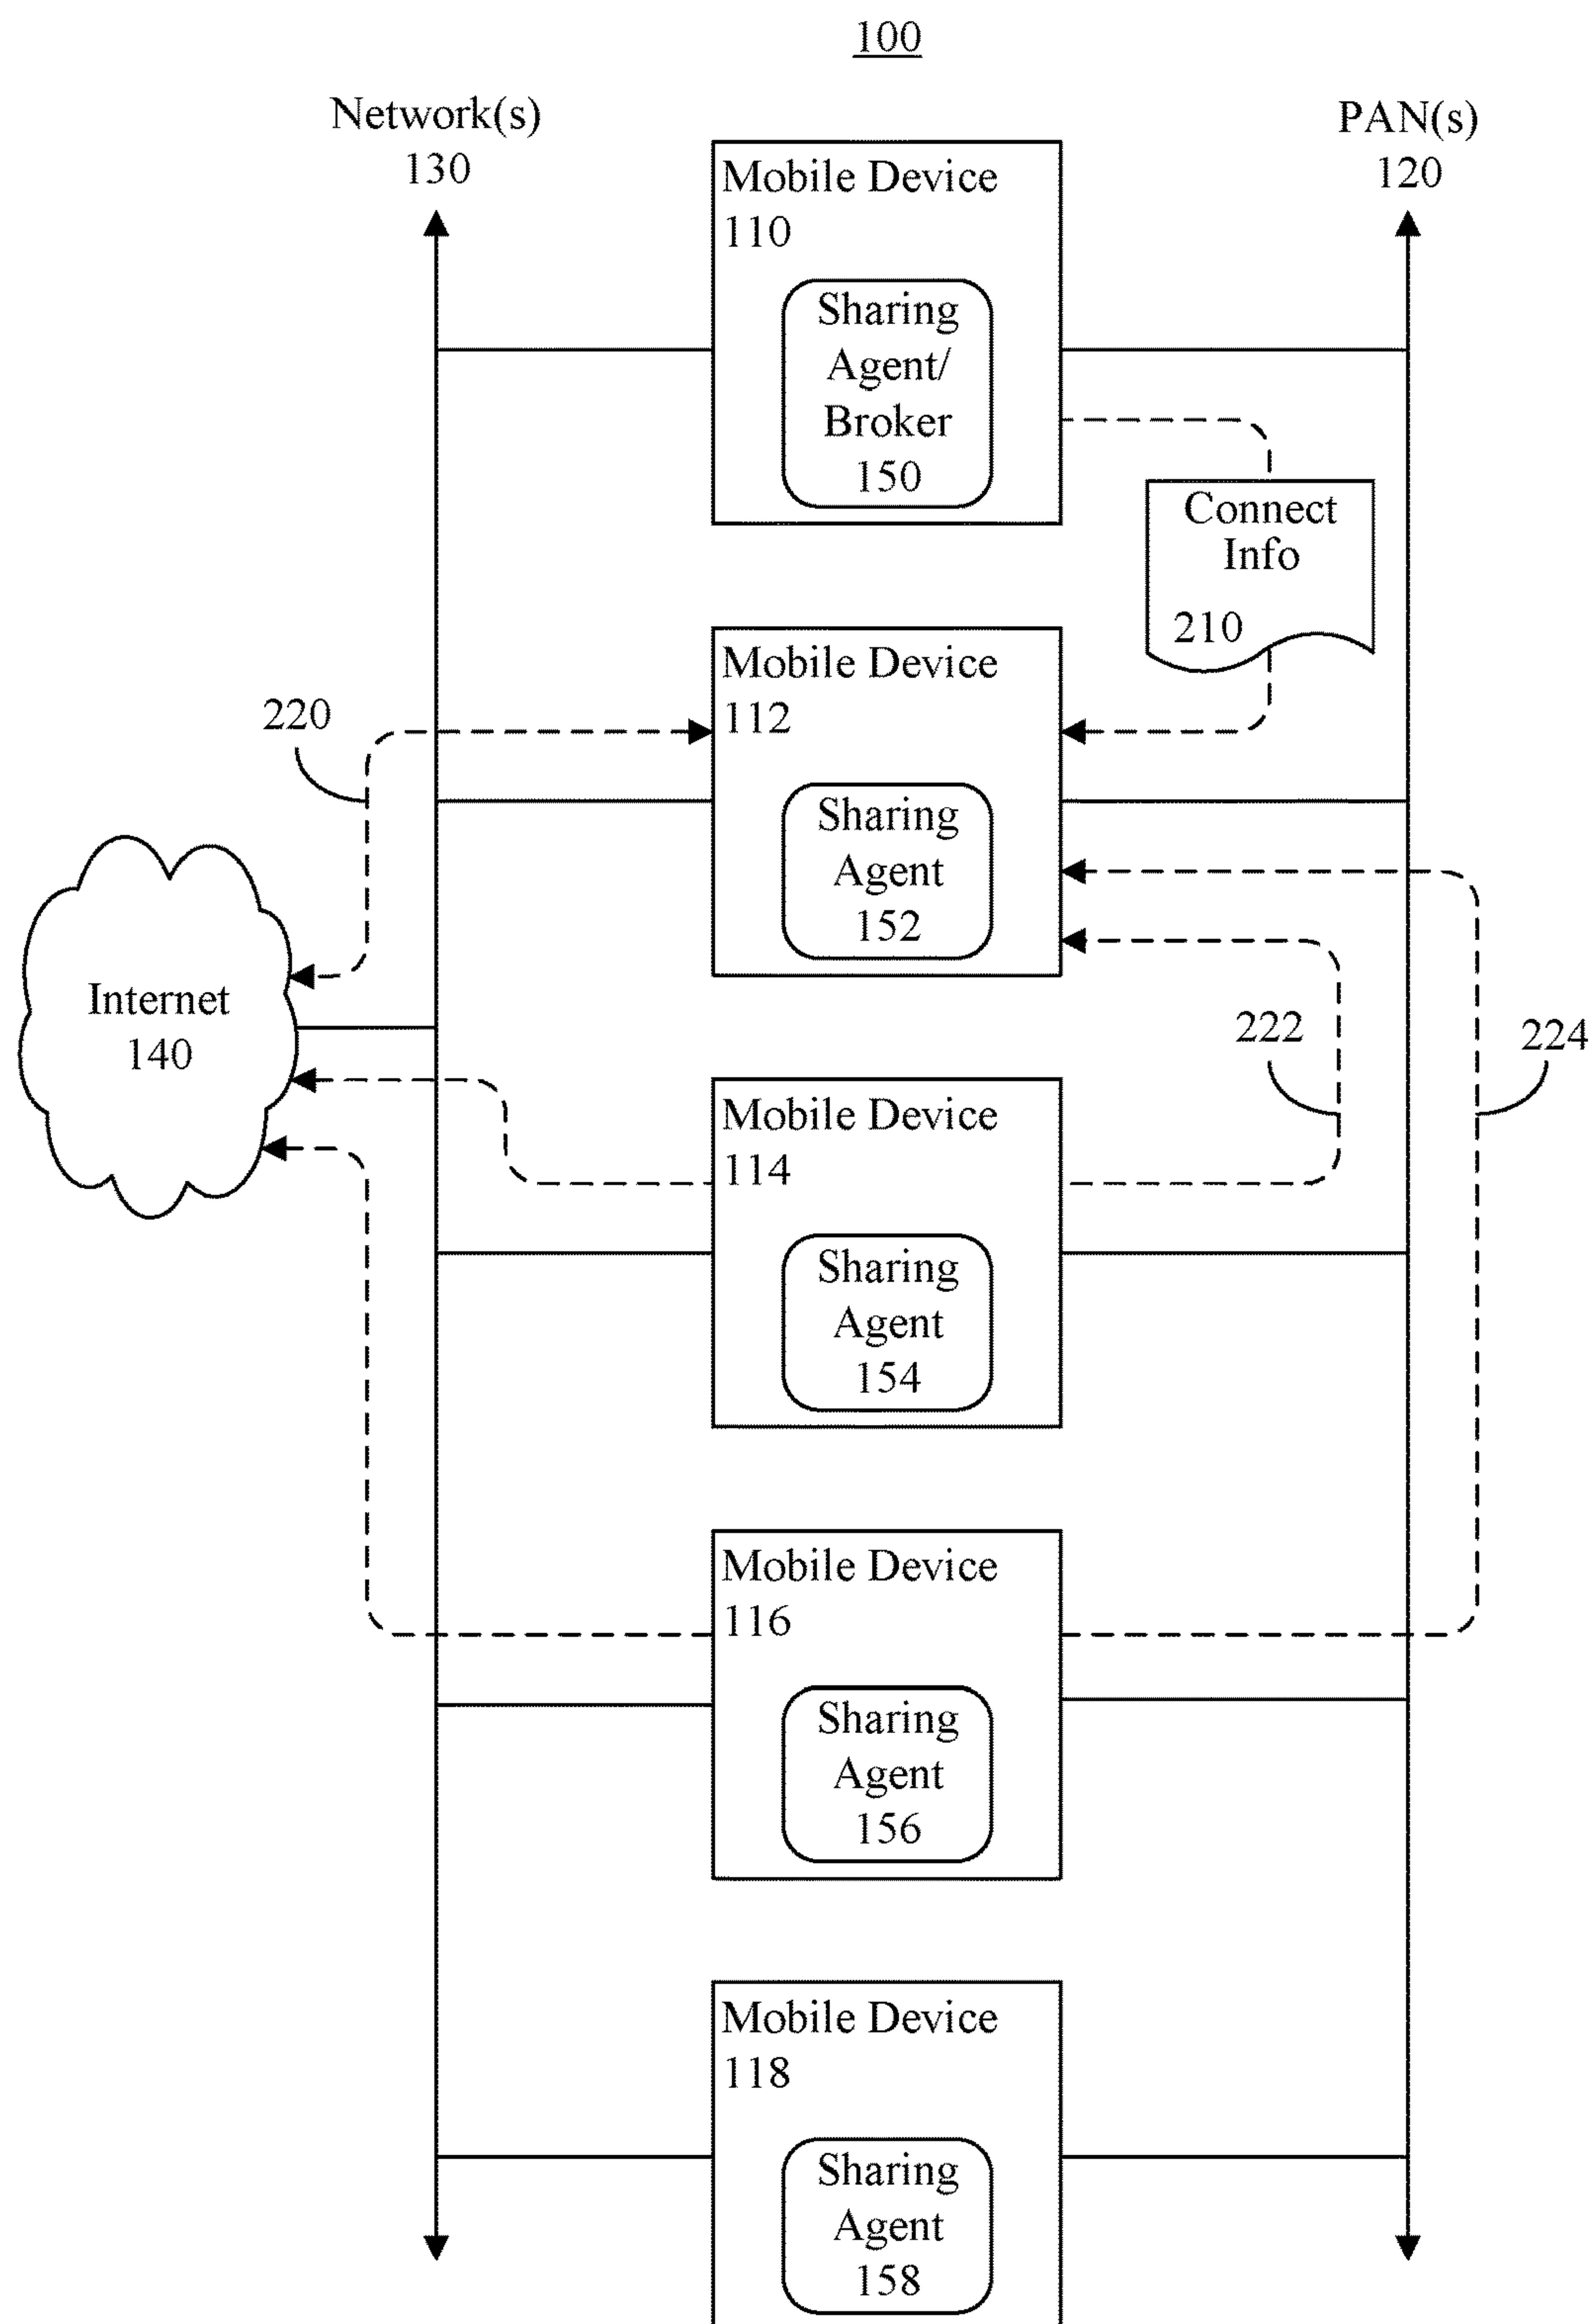 100
Network(s)
130
PAN(s)
120
Mobile Device
110
Sharing
Agent/
Broker
150
Connect
Info
210
Mobile Device
112
Sharing
Agent
152
220
Internet
140
222
224
Mobile Device
114
Sharing
Agent
154
Mobile Device
116
Sharing
Agent
156
Mobile Device
118
Sharing
Agent
158